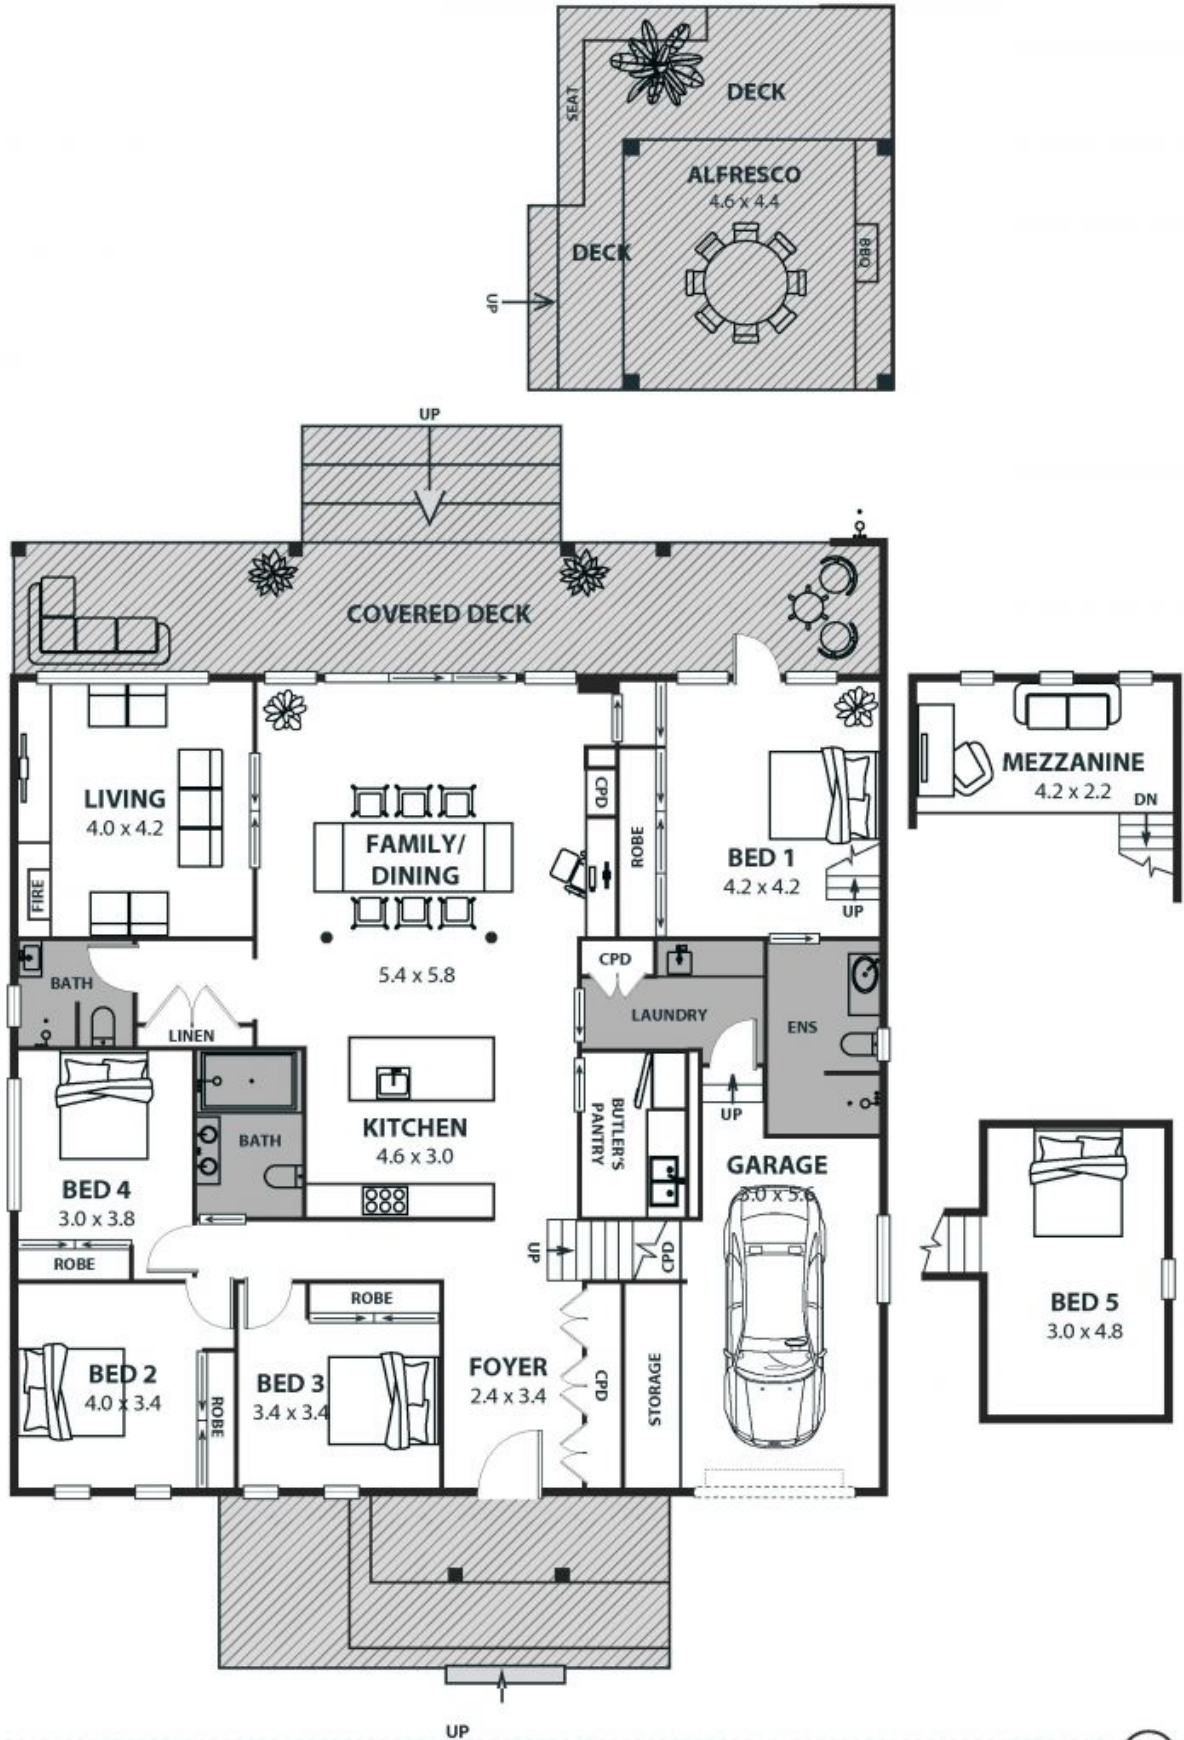 DECK
SEAT
ALFRESCO
4.6 x 4.4
DECK
BBQ
UP
UP
COVERED DECK
LIVING
4.0 x 4.2
FIRE
FAMILY/
DINING
5.4 x 5.8
CPD
ROBE
BED 1
4.2 x 4.2
UP
MEZZANINE
4.2 x 2.2
DN
BATH
LINEN
CPD
LAUNDRY
ENS
UP
BUTLER'S
PANTRY
KITCHEN
4.6 x 3.0
BATH
BED 4
3.0 x 3.8
ROBE
GARAGE
3.0 x 5.6
UP
CPD
BED 5
3.0 x 4.8
BED 2
4.0 x 3.4
ROBE
ROBE
BED 3
3.4 x 3.4
FOYER
2.4 x 3.4
CPD
STORAGE
UP